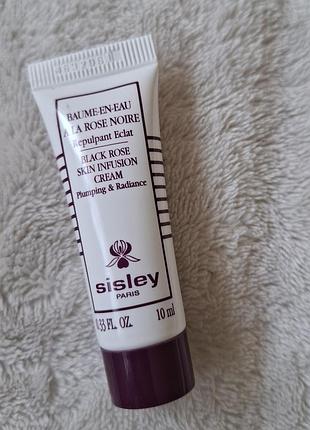 BAUME-EN-EAU
A LA ROSE NOIRE
Repulpant Eclat
BLACK ROSE
SKIN INFUSION
CREAM
Plumping & Radiance
sisley
PARIS
0.33 FL. OZ. 10 ml